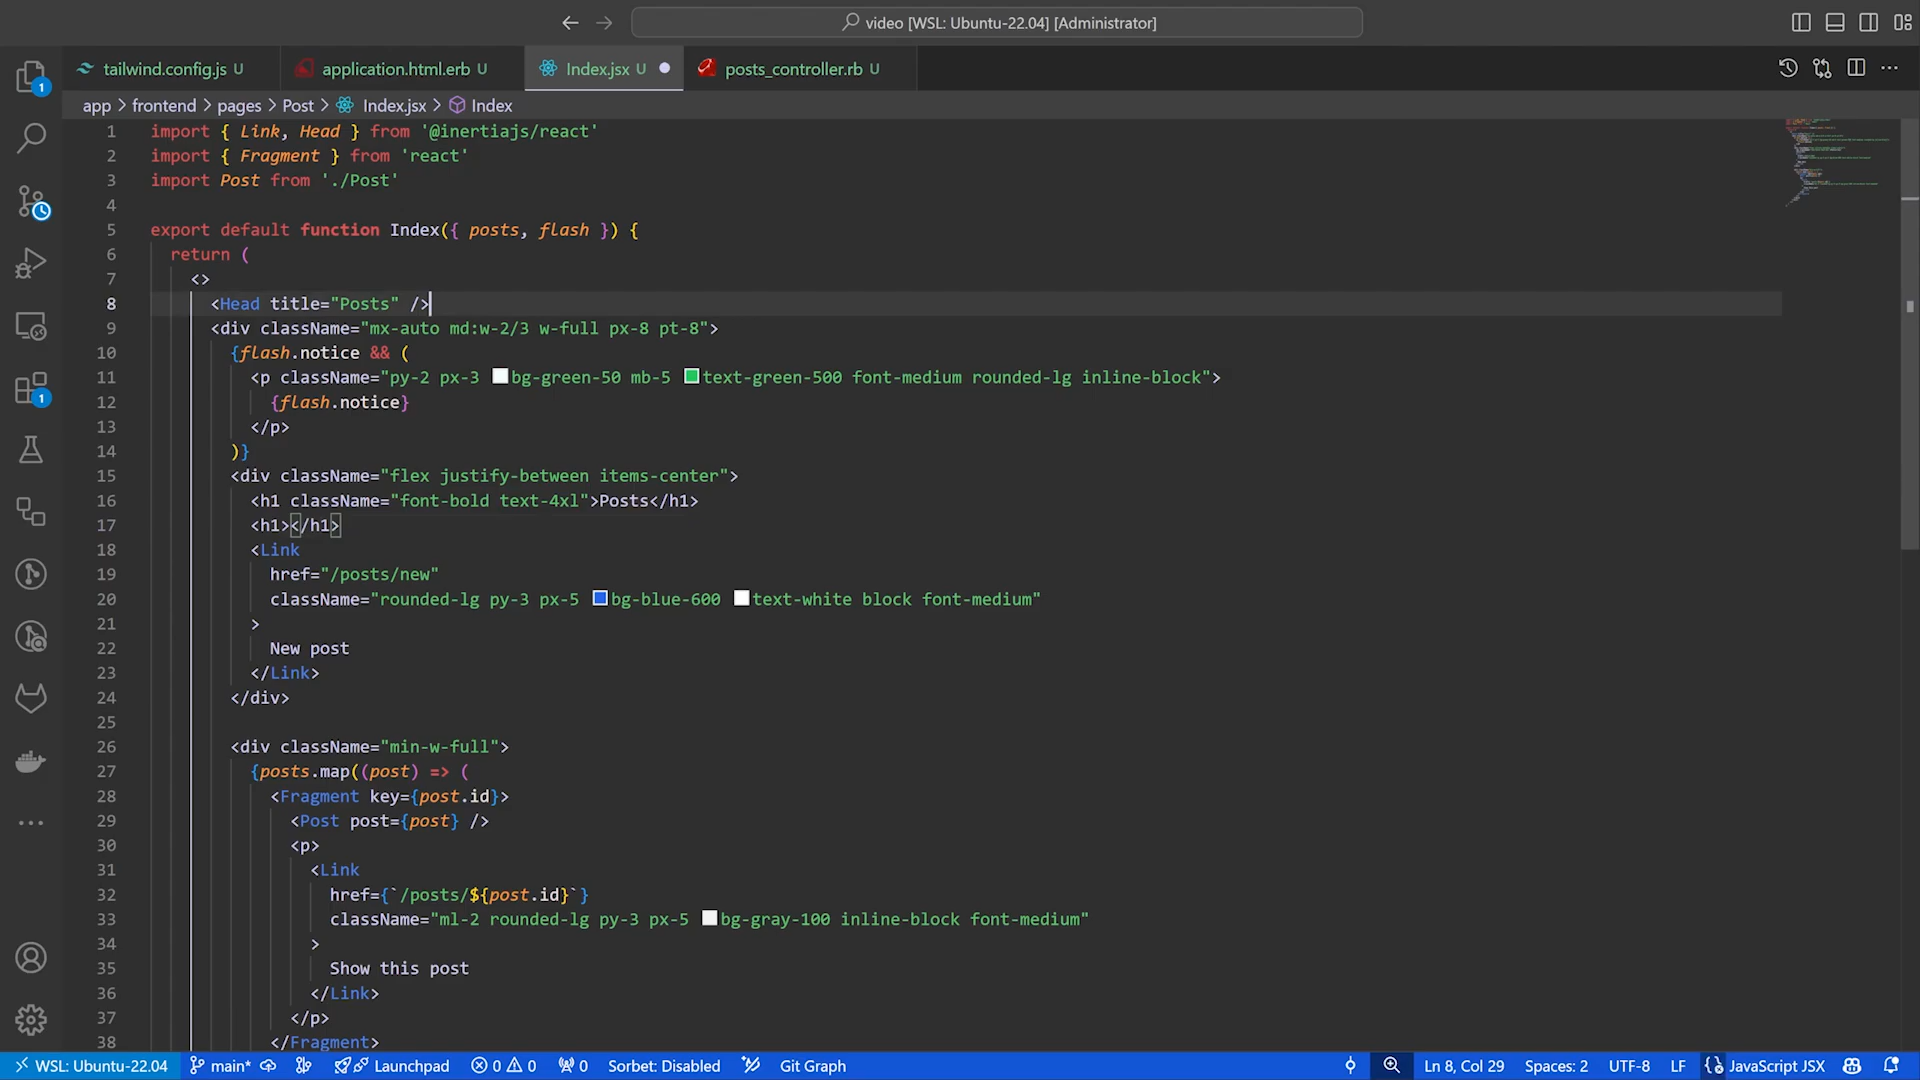 video [WSL: Ubuntu-22.04] [Administrator]
tailwind.config.js U
application.html.erb U
Index.jsx U
posts_controller.rb U
app > frontend > pages > Post > Index.jsx > Index
1 import { Link, Head } from '@inertiajs/react'
2 import { Fragment } from 'react'
3 import Post from './Post'
4
5 export default function Index({ posts, flash }) {
6 return (
7 <>
8 <Head title="Posts" />
9 <div className="mx-auto md:w-2/3 w-full px-8 pt-8">
10 {flash.notice && (
11 <p className="py-2 px-3 bg-green-50 mb-5 text-green-500 font-medium rounded-lg inline-block">
12 {flash.notice}
13 </p>
14 )}
15 <div className="flex justify-between items-center">
16 <h1 className="font-bold text-4xl">Posts</h1>
17 <h1></h1>
18 <Link
19 href="/posts/new"
20 className="rounded-lg py-3 px-5 bg-blue-600 text-white block font-medium"
21 >
22 New post
23 </Link>
24 </div>
25
26 <div className="min-w-full">
27 {posts.map((post) => (
28 <Fragment key={post.id}>
29 <Post post={post} />
30 <p>
31 <Link
32 href={`/posts/${post.id}`}
33 className="ml-2 rounded-lg py-3 px-5 bg-gray-100 inline-block font-medium"
34 >
35 Show this post
36 </Link>
37 </p>
38 </Fragment>
1
1
WSL: Ubuntu-22.04 main* Launchpad 0 0 0 Sorbet: Disabled Git Graph Ln 8, Col 29 Spaces: 2 UTF-8 LF JavaScript JSX